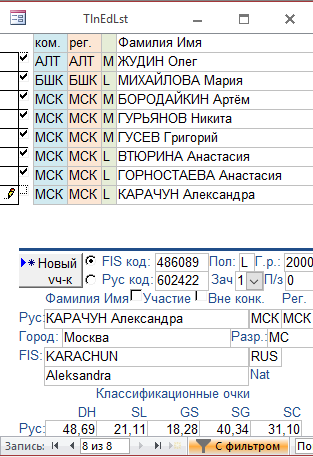 TInEdLst
ком. рег. Фамилия Имя
АЛТ АЛТ М ЖУДИН Олег
БШК БШК L МИХАЙЛОВА Мария
МСК МСК М БОРОДАЙКИН Артём
МСК МСК М ГУРЬЯНОВ Никита
МСК МСК М ГУСЕВ Григорий
МСК МСК L ВТЮРИНА Анастасия
МСК МСК L ГОРНОСТАЕВА Анастасия
МСК МСК L КАРАЧУН Александра
Новый FIS код: 486089 Пол: L Г.р.: 2000
уч-к Рус код: 602422 Зач 1 П/з 0
Фамилия Имя Участие Вне конк. Рег.
Рус: КАРАЧУН Александра МСК МСК
Город: Москва Разр.: МС
FIS: KARACHUN RUS
Aleksandra Nat
Классификационные очки
DH SL GS SG SC
Рус: 48,69 21,11 18,28 40,34 31,10
Запись: 8 из 8 С фильтром По